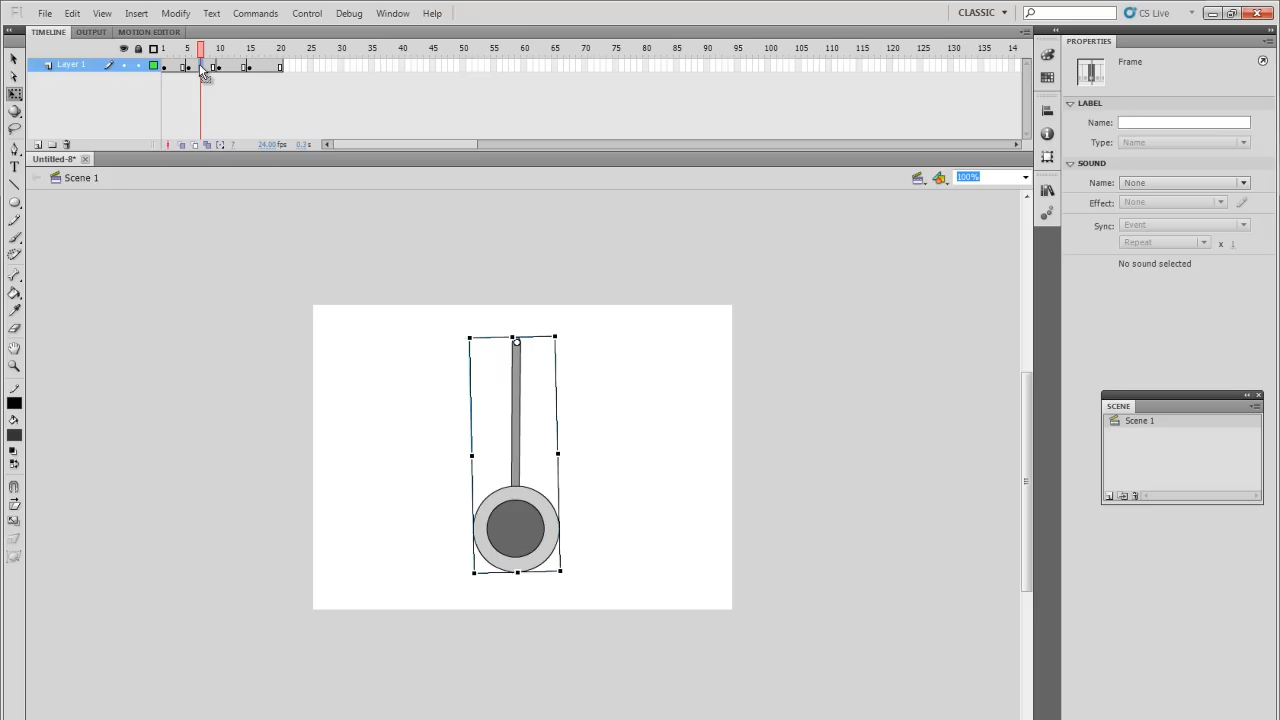 Fl File Edit View Insert Modify Text Commands Control Debug Window Help CLASSIC CS Live
TIMELINE OUTPUT MOTION EDITOR
1 5 10 15 20 25 30 35 40 45 50 55 60 65 70 75 80 85 90 95 100 105 110 115 120 125 130 135 14
Layer 1
24.00fps 0.3s
Untitled-8*
Scene 1
100%
PROPERTIES
Frame
LABEL
Name:
Type: Name
SOUND
Name: None
Effect: None
Sync: Event
Repeat x 1
No sound selected
SCENE
Scene 1